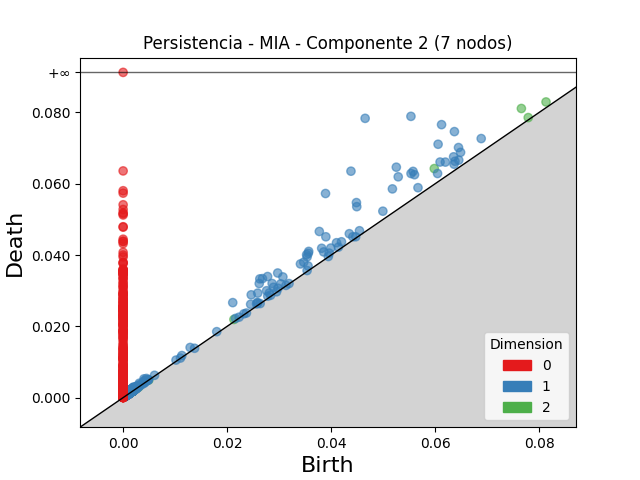 Persistencia - MIA - Componente 2 (7 nodos)
+∞
0.080
0.060
0.040
0.020
0.000
Death
Dimension
0
1
2
0.00 0.02 0.04 0.06 0.08
Birth